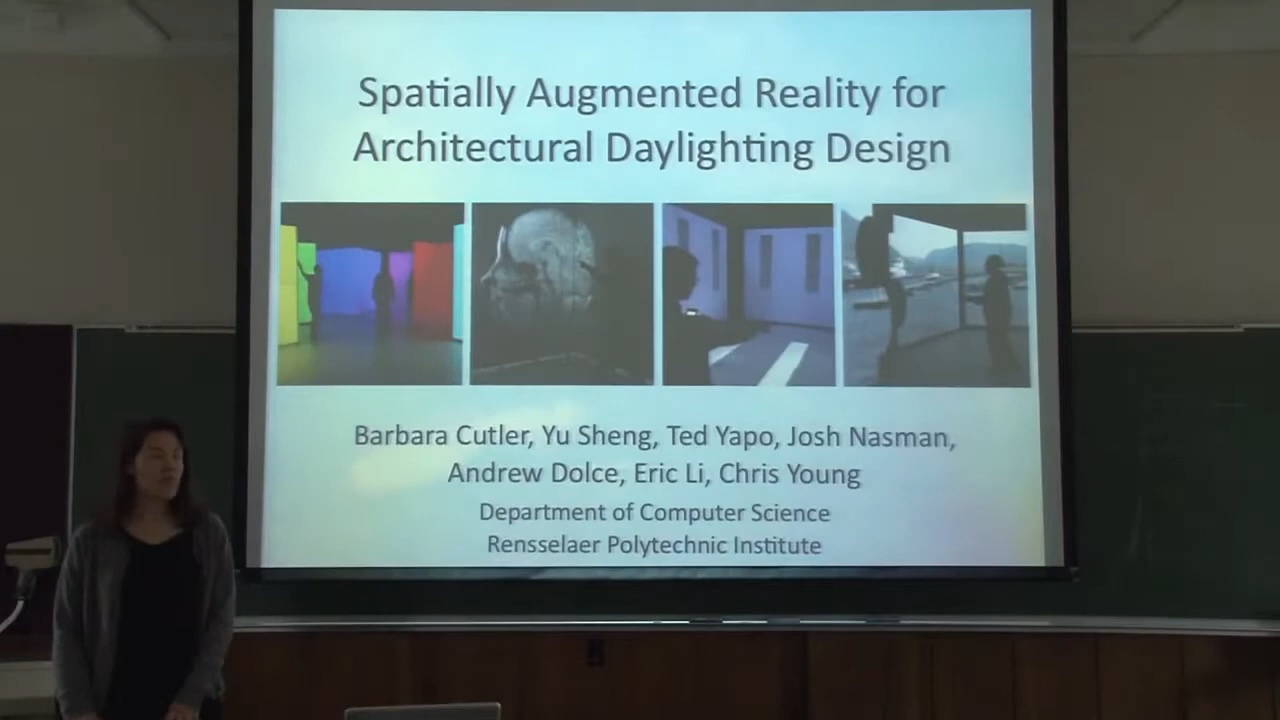 Spatially Augmented Reality for
Architectural Daylighting Design
Barbara Cutler, Yu Sheng, Ted Yapo, Josh Nasman,
Andrew Dolce, Eric Li, Chris Young
Department of Computer Science
Rensselaer Polytechnic Institute